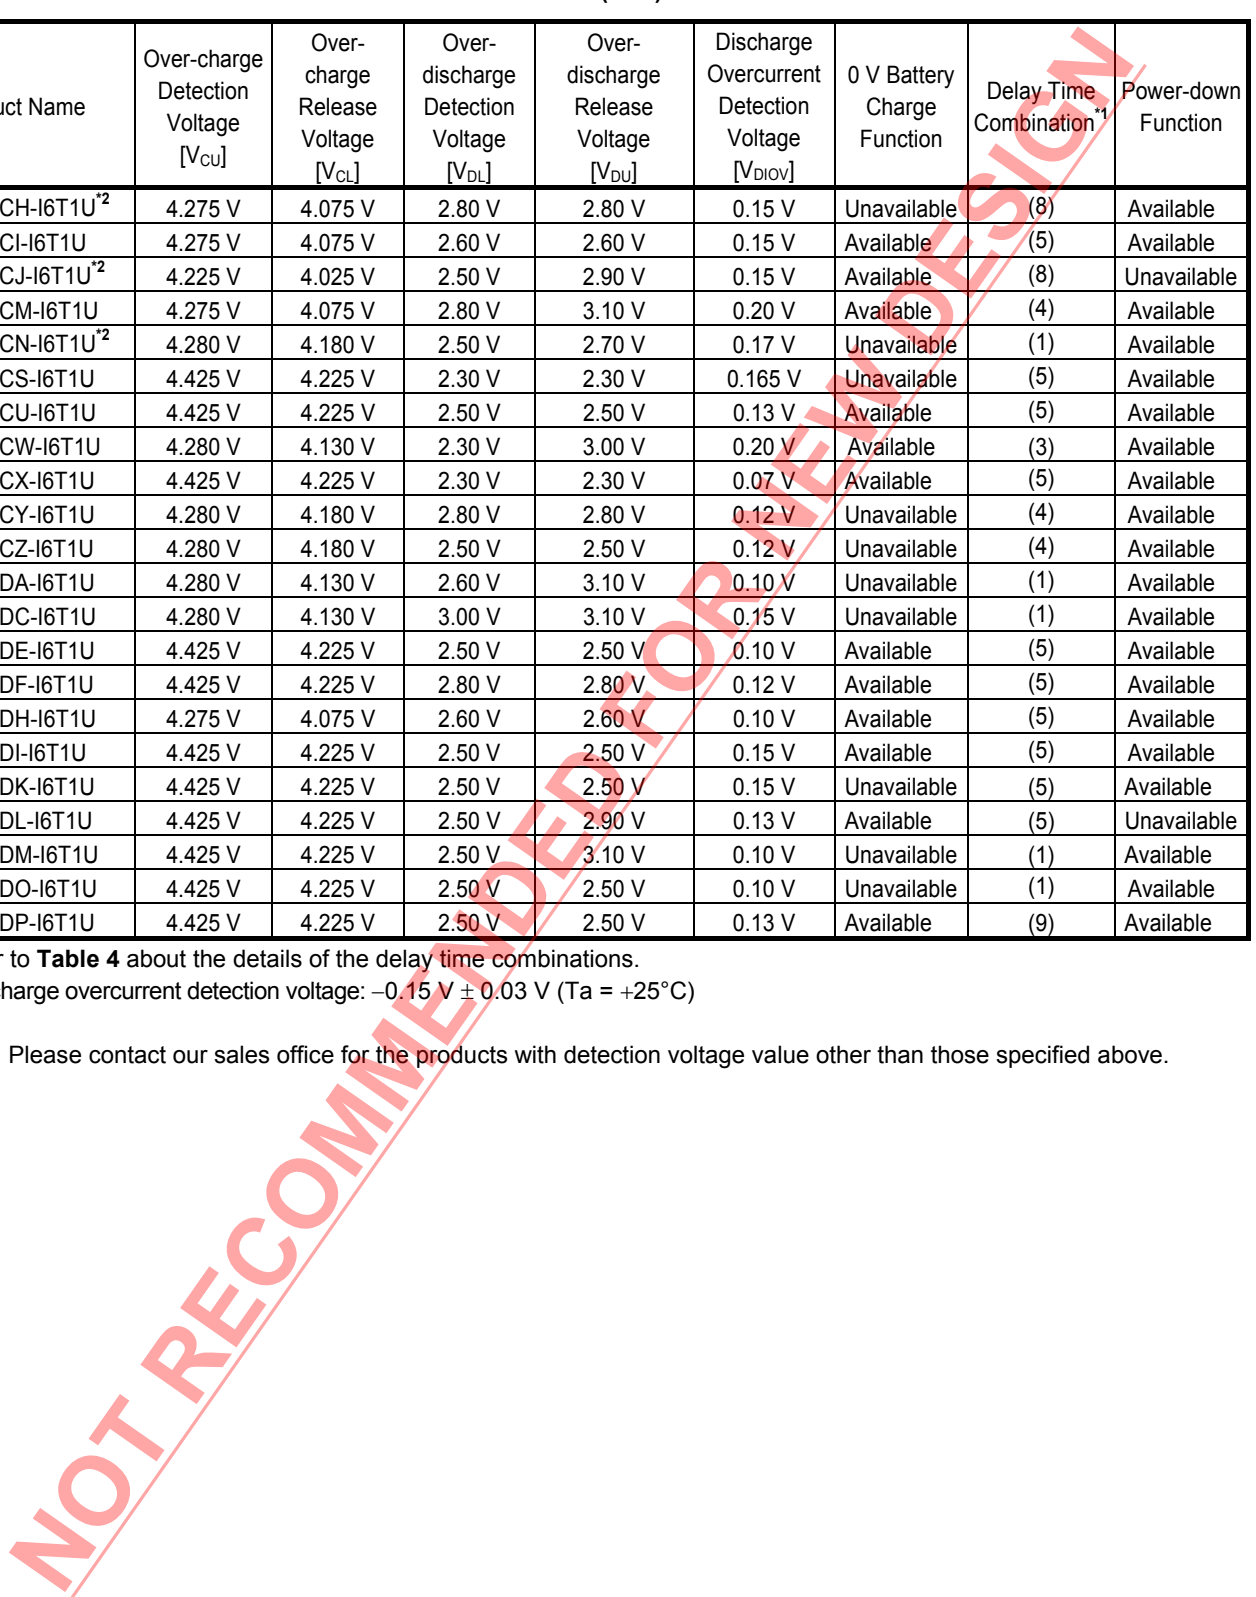 uct Name | Over-charge Detection Voltage [VCU] | Over-charge Release Voltage [VCL] | Over-discharge Detection Voltage [VDL] | Over-discharge Release Voltage [VDU] | Discharge Overcurrent Detection Voltage [VDIOV] | 0 V Battery Charge Function | Delay Time Combination*1 | Power-down Function
CH-I6T1U*2 4.275 V 4.075 V 2.80 V 2.80 V 0.15 V Unavailable (8) Available
CI-I6T1U 4.275 V 4.075 V 2.60 V 2.60 V 0.15 V Available (5) Available
CJ-I6T1U*2 4.225 V 4.025 V 2.50 V 2.90 V 0.15 V Available (8) Unavailable
CM-I6T1U 4.275 V 4.075 V 2.80 V 3.10 V 0.20 V Available (4) Available
CN-I6T1U*2 4.280 V 4.180 V 2.50 V 2.70 V 0.17 V Unavailable (1) Available
CS-I6T1U 4.425 V 4.225 V 2.30 V 2.30 V 0.165 V Unavailable (5) Available
CU-I6T1U 4.425 V 4.225 V 2.50 V 2.50 V 0.13 V Available (5) Available
CW-I6T1U 4.280 V 4.130 V 2.30 V 3.00 V 0.20 V Available (3) Available
CX-I6T1U 4.425 V 4.225 V 2.30 V 2.30 V 0.07 V Available (5) Available
CY-I6T1U 4.280 V 4.180 V 2.80 V 2.80 V 0.12 V Unavailable (4) Available
CZ-I6T1U 4.280 V 4.180 V 2.50 V 2.50 V 0.12 V Unavailable (4) Available
DA-I6T1U 4.280 V 4.130 V 2.60 V 3.10 V 0.10 V Unavailable (1) Available
DC-I6T1U 4.280 V 4.130 V 3.00 V 3.10 V 0.15 V Unavailable (1) Available
DE-I6T1U 4.425 V 4.225 V 2.50 V 2.50 V 0.10 V Available (5) Available
DF-I6T1U 4.425 V 4.225 V 2.80 V 2.80 V 0.12 V Available (5) Available
DH-I6T1U 4.275 V 4.075 V 2.60 V 2.60 V 0.10 V Available (5) Available
DI-I6T1U 4.425 V 4.225 V 2.50 V 2.50 V 0.15 V Available (5) Available
DK-I6T1U 4.425 V 4.225 V 2.50 V 2.50 V 0.15 V Unavailable (5) Available
DL-I6T1U 4.425 V 4.225 V 2.50 V 2.90 V 0.13 V Available (5) Unavailable
DM-I6T1U 4.425 V 4.225 V 2.50 V 3.10 V 0.10 V Unavailable (1) Available
DO-I6T1U 4.425 V 4.225 V 2.50 V 2.50 V 0.10 V Unavailable (1) Available
DP-I6T1U 4.425 V 4.225 V 2.50 V 2.50 V 0.13 V Available (9) Available
r to Table 4 about the details of the delay time combinations.
harge overcurrent detection voltage: −0.15 V ± 0.03 V (Ta = +25°C)
Please contact our sales office for the products with detection voltage value other than those specified above.
NOT RECOMMENDED FOR NEW DESIGN